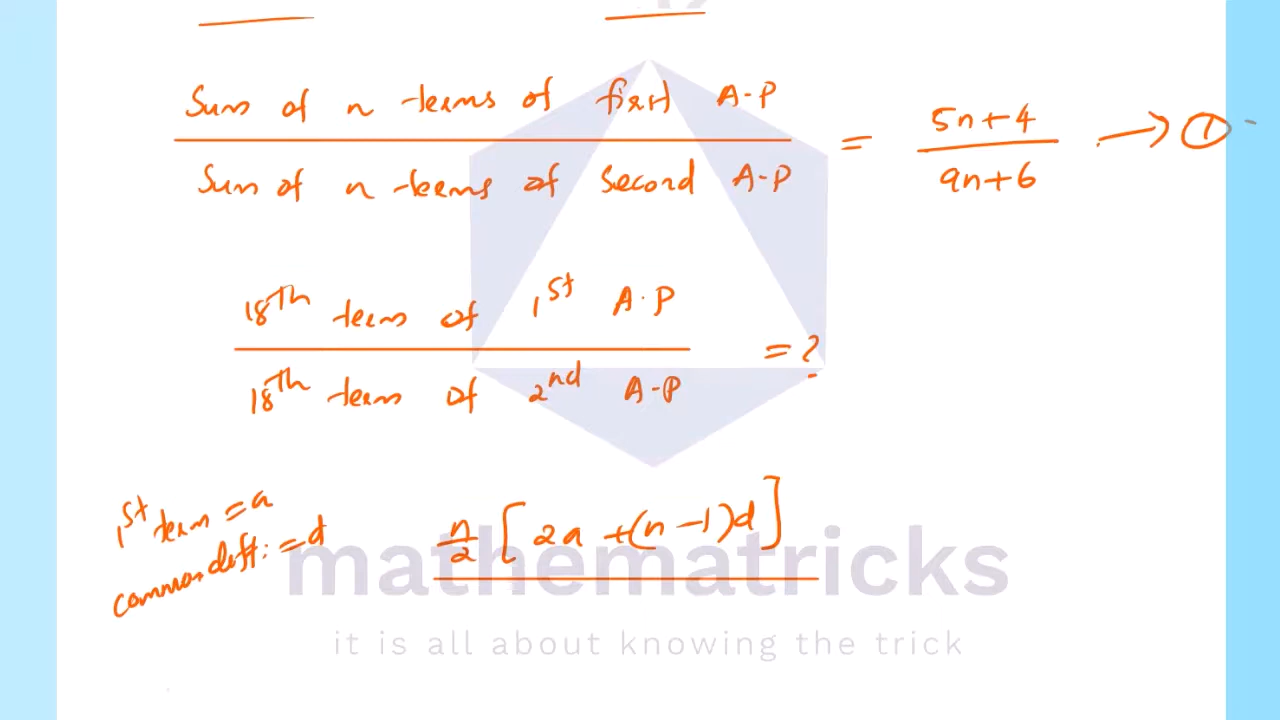 Sum of n terms of first A-P
Sum of n terms of second A-P
= 5n+4 / 9n+6 → ①
18th term of 1st A.P
18th term of 2nd A-P
= ?
1st term = a
common diff: = d
n/2 [2a + (n-1)d]
mathematricks
it is all about knowing the trick